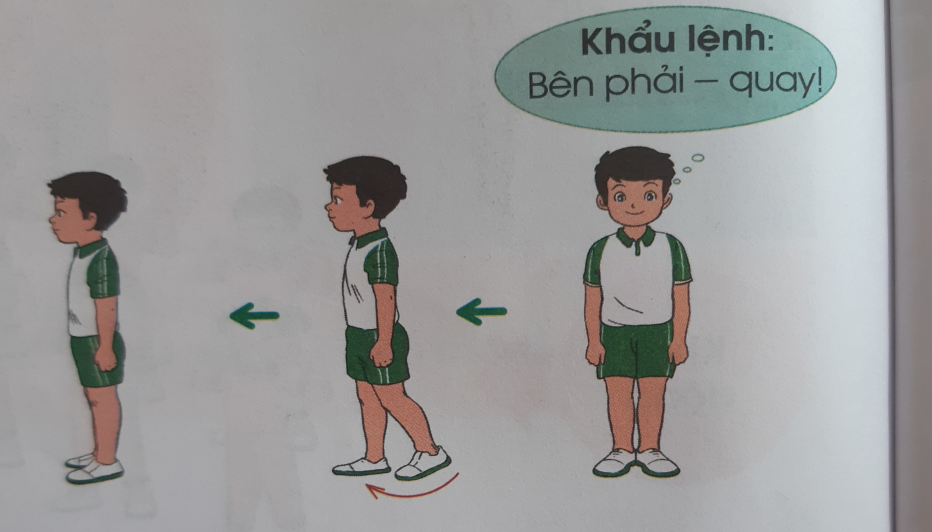 Khẩu lệnh:
Bên phải – quay!